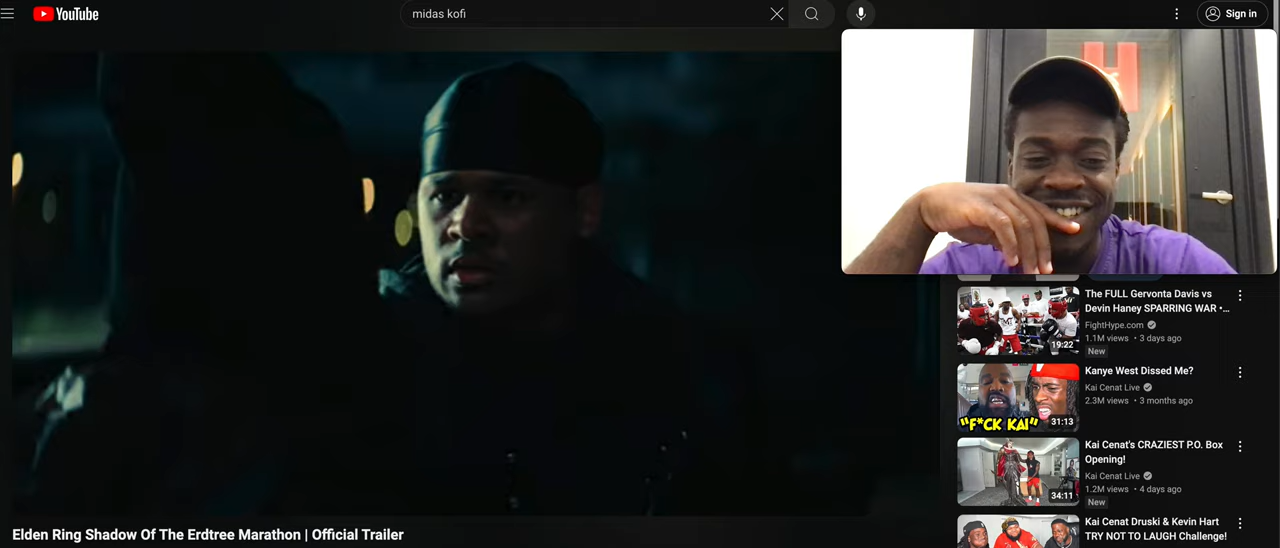 YouTube
midas kofi
Sign in
H
The FULL Gervonta Davis vs
Devin Haney SPARRING WAR •...
FightHype.com
1.1M views • 3 days ago
New
19:22
Kanye West Dissed Me?
Kai Cenat Live
2.3M views • 3 months ago
"F*CK KAI"
31:13
Kai Cenat's CRAZIEST P.O. Box
Opening!
Kai Cenat Live
1.2M views • 4 days ago
New
34:11
Kai Cenat Druski & Kevin Hart
TRY NOT TO LAUGH Challenge!
Elden Ring Shadow Of The Erdtree Marathon | Official Trailer